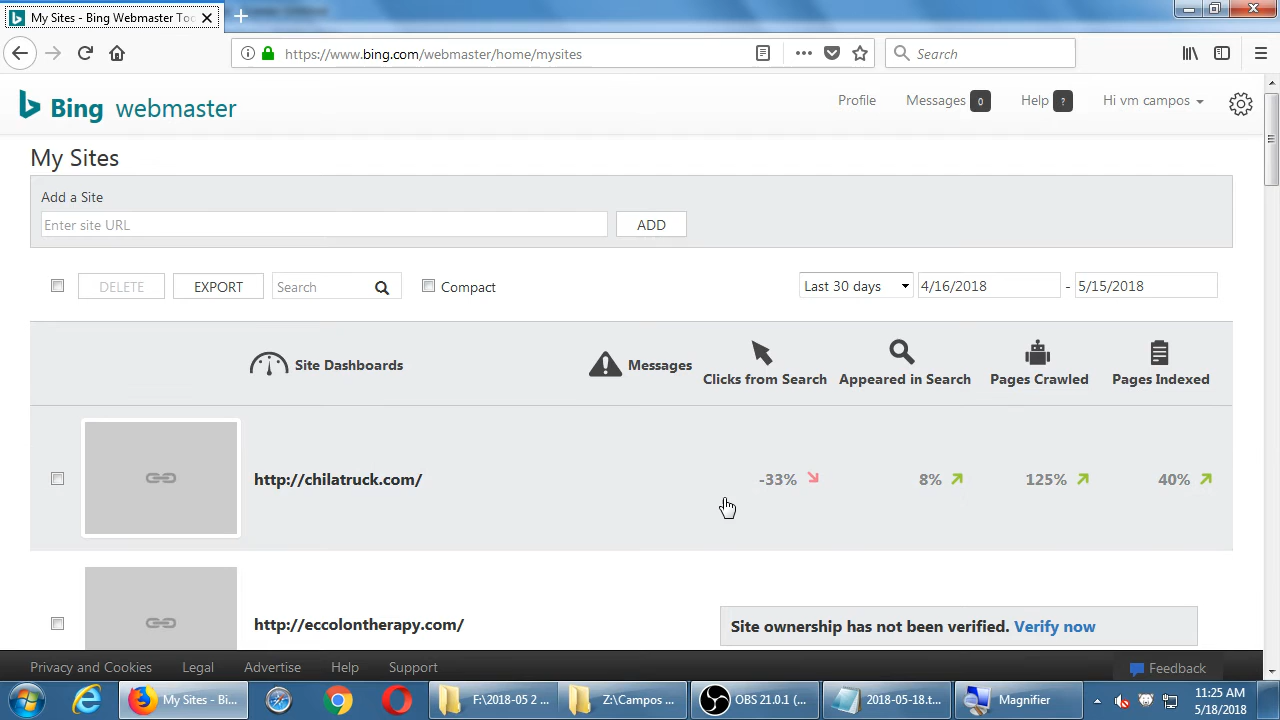 My Sites - Bing Webmaster Too
https://www.bing.com/webmaster/home/mysites
Search
Bing webmaster
Profile
Messages 0
Help ?
Hi vm campos
My Sites
Add a Site
Enter site URL
ADD
DELETE
EXPORT
Search
Compact
Last 30 days
4/16/2018 - 5/15/2018
Site Dashboards
Messages
Clicks from Search
Appeared in Search
Pages Crawled
Pages Indexed
http://chilatruck.com/
-33%
8%
125%
40%
http://eccolontherapy.com/
Site ownership has not been verified. Verify now
Privacy and Cookies
Legal
Advertise
Help
Support
Feedback
My Sites - Bi...
F:\2018-05 2 ...
Z:\Campos ...
OBS 21.0.1 (...
2018-05-18.t...
Magnifier
11:25 AM
5/18/2018